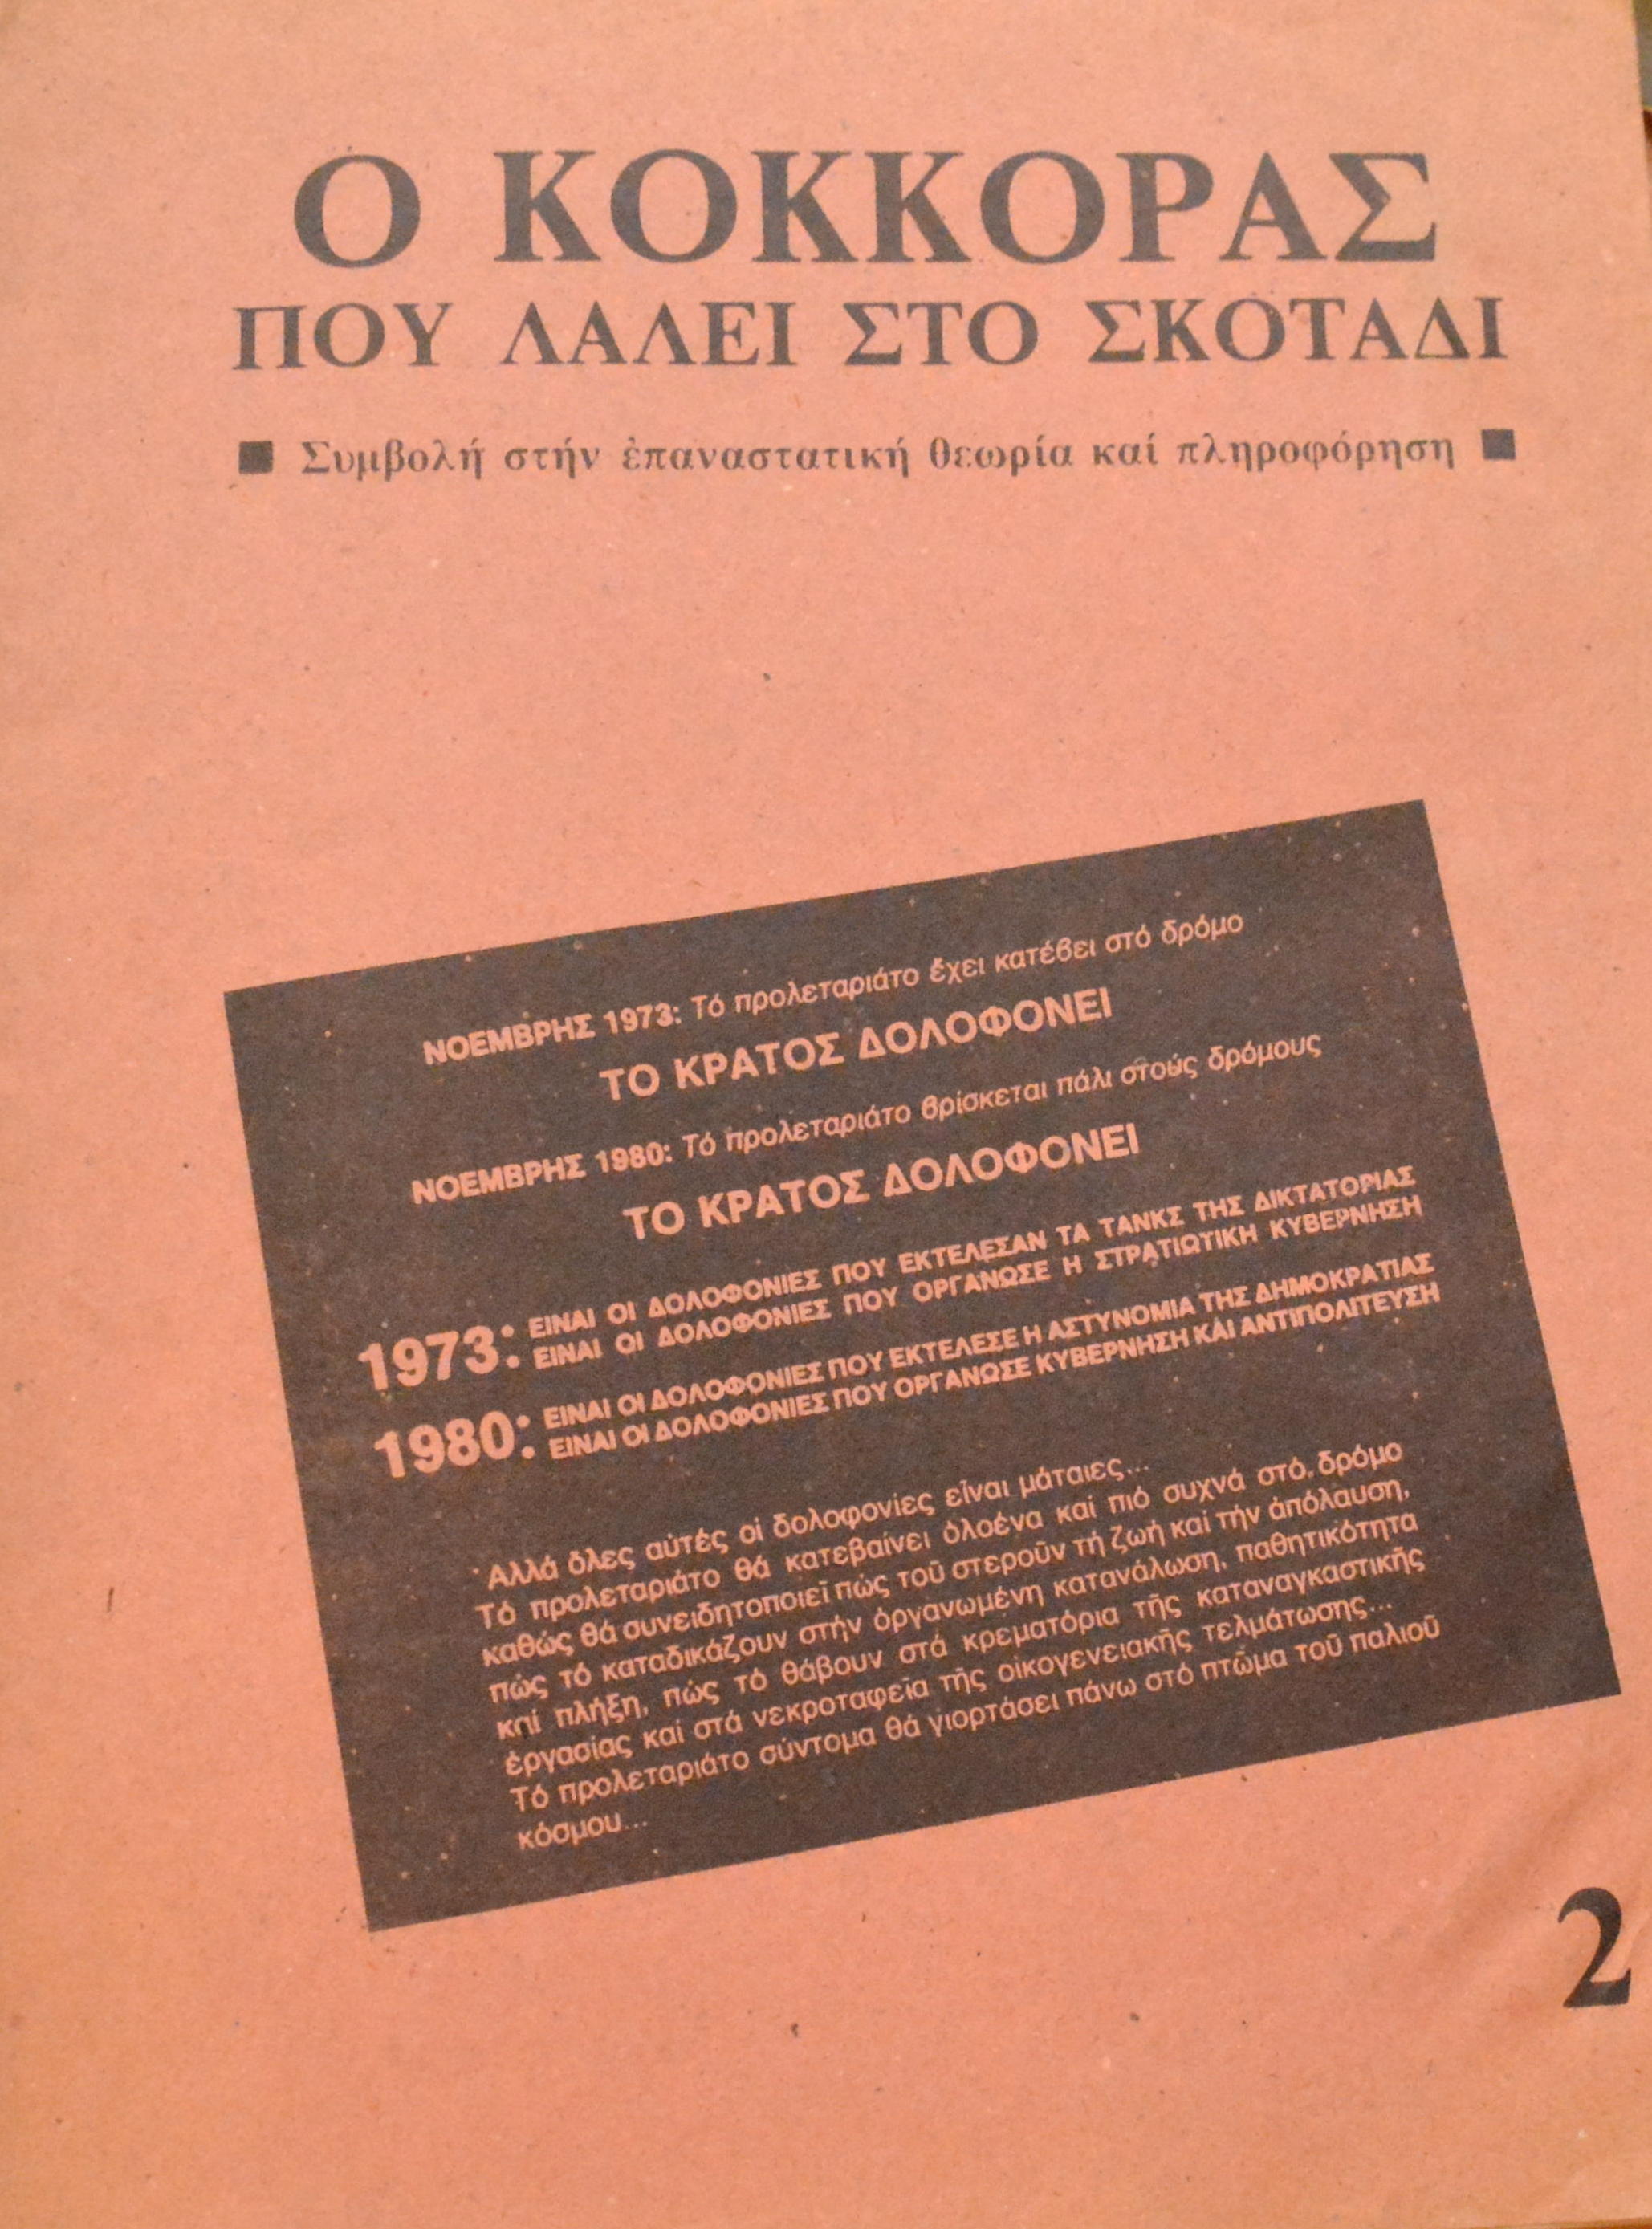 Ο ΚΟΚΚΟΡΑΣ
ΠΟΥ ΛΑΛΕΙ ΣΤΟ ΣΚΟΤΑΔΙ
■ Συμβολή στήν ἐπαναστατική θεωρία καί πληροφόρηση ■
ΝΟΕΜΒΡΗΣ 1973: Τό προλεταριάτο ἔχει κατέβει στό δρόμο
ΤΟ ΚΡΑΤΟΣ ΔΟΛΟΦΟΝΕΙ
ΝΟΕΜΒΡΗΣ 1980: Τό προλεταριάτο βρίσκεται πάλι στούς δρόμους
ΤΟ ΚΡΑΤΟΣ ΔΟΛΟΦΟΝΕΙ
1973: ΕΙΝΑΙ ΟΙ ΔΟΛΟΦΟΝΙΕΣ ΠΟΥ ΕΚΤΕΛΕΣΑΝ ΤΑ ΤΑΝΚΣ ΤΗΣ ΔΙΚΤΑΤΟΡΙΑΣ
ΕΙΝΑΙ ΟΙ ΔΟΛΟΦΟΝΙΕΣ ΠΟΥ ΟΡΓΑΝΩΣΕ Η ΣΤΡΑΤΙΩΤΙΚΗ ΚΥΒΕΡΝΗΣΗ
1980: ΕΙΝΑΙ ΟΙ ΔΟΛΟΦΟΝΙΕΣ ΠΟΥ ΕΚΤΕΛΕΣΕ Η ΑΣΤΥΝΟΜΙΑ ΤΗΣ ΔΗΜΟΚΡΑΤΙΑΣ
ΕΙΝΑΙ ΟΙ ΔΟΛΟΦΟΝΙΕΣ ΠΟΥ ΟΡΓΑΝΩΣΕ ΚΥΒΕΡΝΗΣΗ ΚΑΙ ΑΝΤΙΠΟΛΙΤΕΥΣΗ
Ἀλλά ὅλες αὐτές οἱ δολοφονίες εἶναι μάταιες...
Τό προλεταριάτο θά κατεβαίνει ὁλοένα καί πιό συχνά στό δρόμο
καθώς θά συνειδητοποιεῖ πώς τοῦ στεροῦν τή ζωή καί τήν ἀπόλαυση,
πώς τό καταδικάζουν στήν ὀργανωμένη κατανάλωση, παθητικότητα
καί πλήξη, πώς τό θάβουν στά κρεματόρια τῆς καταναγκαστικῆς
ἐργασίας καί στά νεκροταφεῖα τῆς οἰκογενειακῆς τελμάτωσης...
Τό προλεταριάτο σύντομα θά γιορτάσει πάνω στό πτῶμα τοῦ παλιοῦ
κόσμου...
2